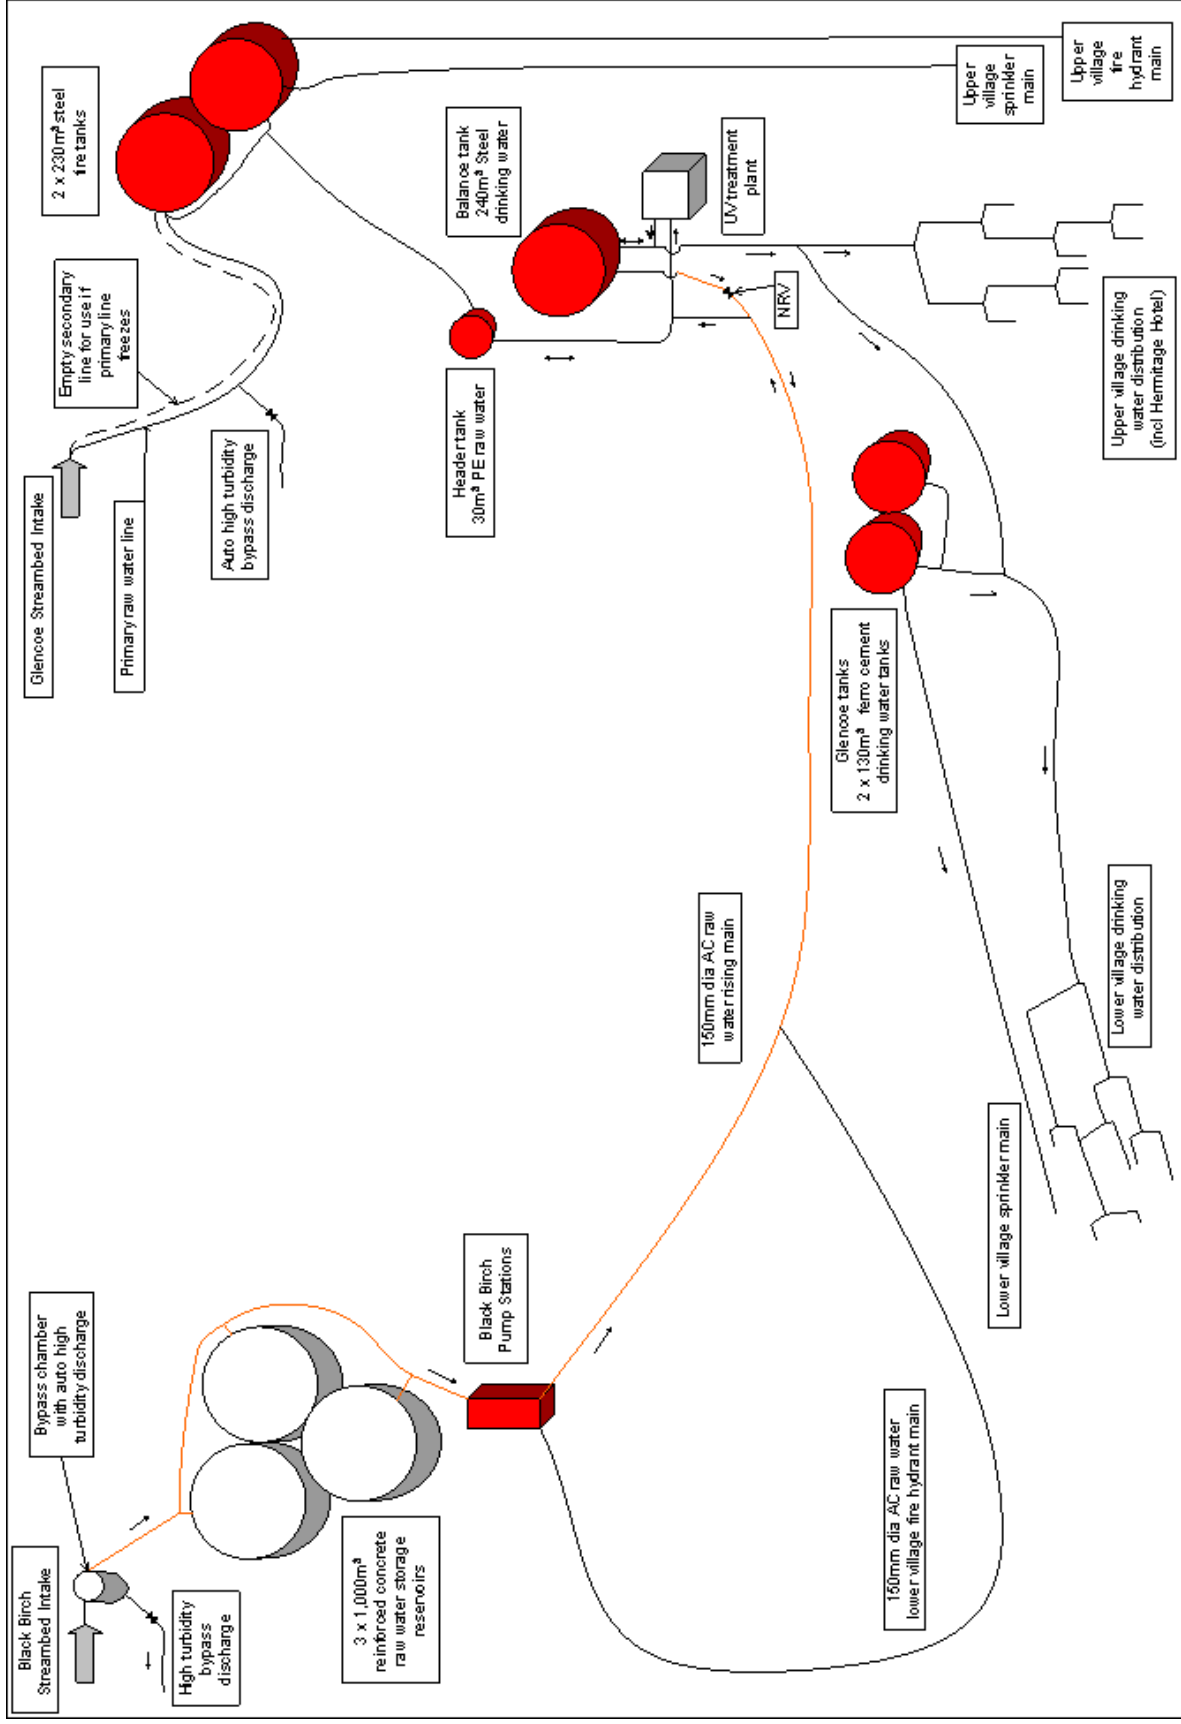 Black Birch
Streambed Intake
Bypass chamber
with auto high
turbidity discharge
High turbidity
bypass
discharge
3 x 1,000m³
reinforced concrete
raw water storage
reservoirs
Black Birch
Pump Stations
150mm dia AC raw water
lower village fire hydrant main
150mm dia AC raw
water rising main
Lower village sprinkler main
Lower village drinking
water distribution
Glencoe tanks
2 x 130m³ ferro cement
drinking water tanks
Glencoe Streambed Intake
Primary raw water line
Auto high turbidity
bypass discharge
Empty secondary
line for use if
primary line
freezes
2 x 230m³ steel
fire tanks
Header tank
30m³ PE raw water
Balance tank
240m³ Steel
drinking water
UV treatment
plant
NRV
Upper village drinking
water distribution
(incl Hermitage Hotel)
Upper
village
sprinkler
main
Upper
village
fire
hydrant
main